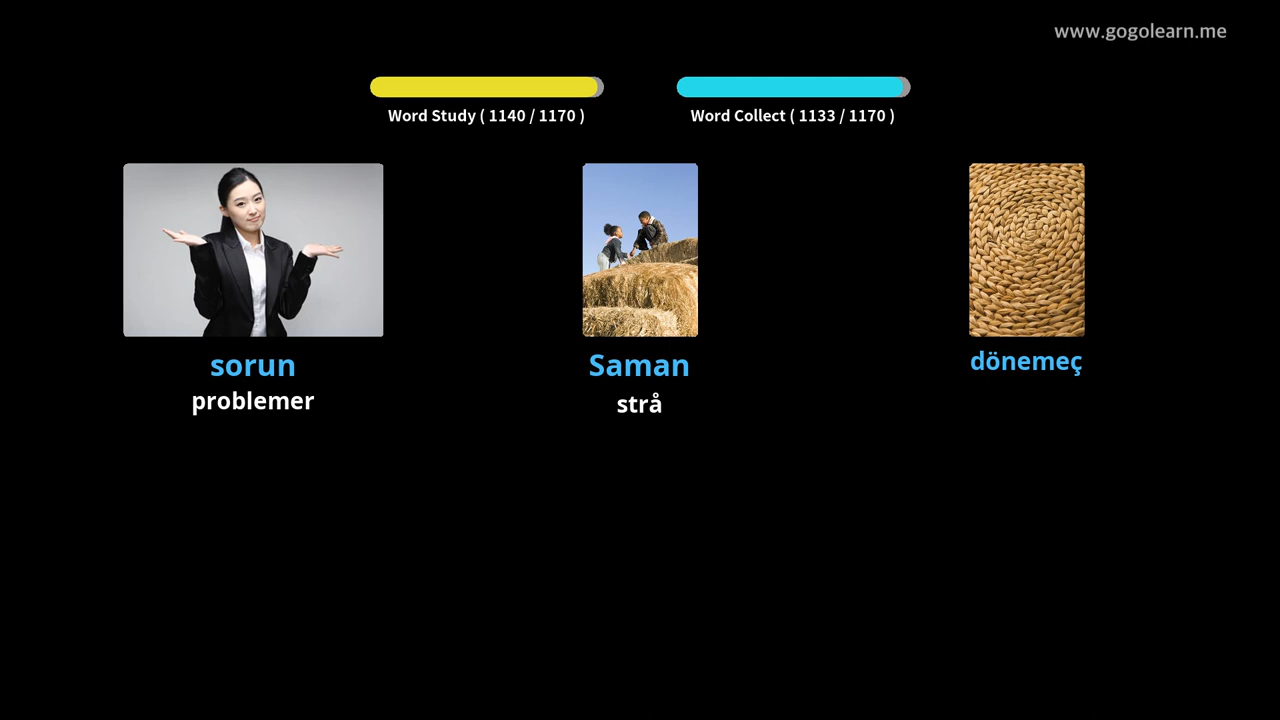 www.gogolearn.me
Word Study ( 1140 / 1170 )
Word Collect ( 1133 / 1170 )
sorun
problemer
Saman
strå
dönemeç